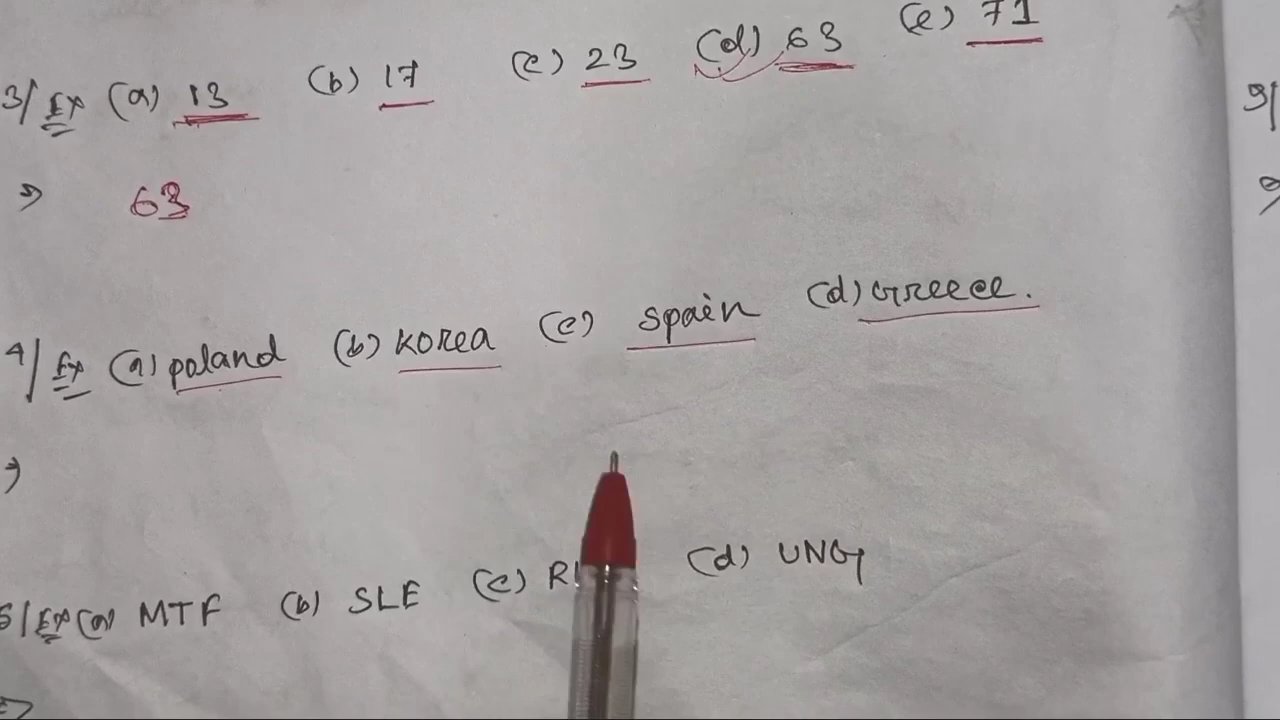 3/ Ex (a) 13 (b) 17 (c) 23 (d) 63 (e) 71
⇒ 63
4/ Ex (a) poland (b) korea (c) spain (d) Greece.
5/ Ex (a) MTF (b) SLE (c) (d) UNG
9/